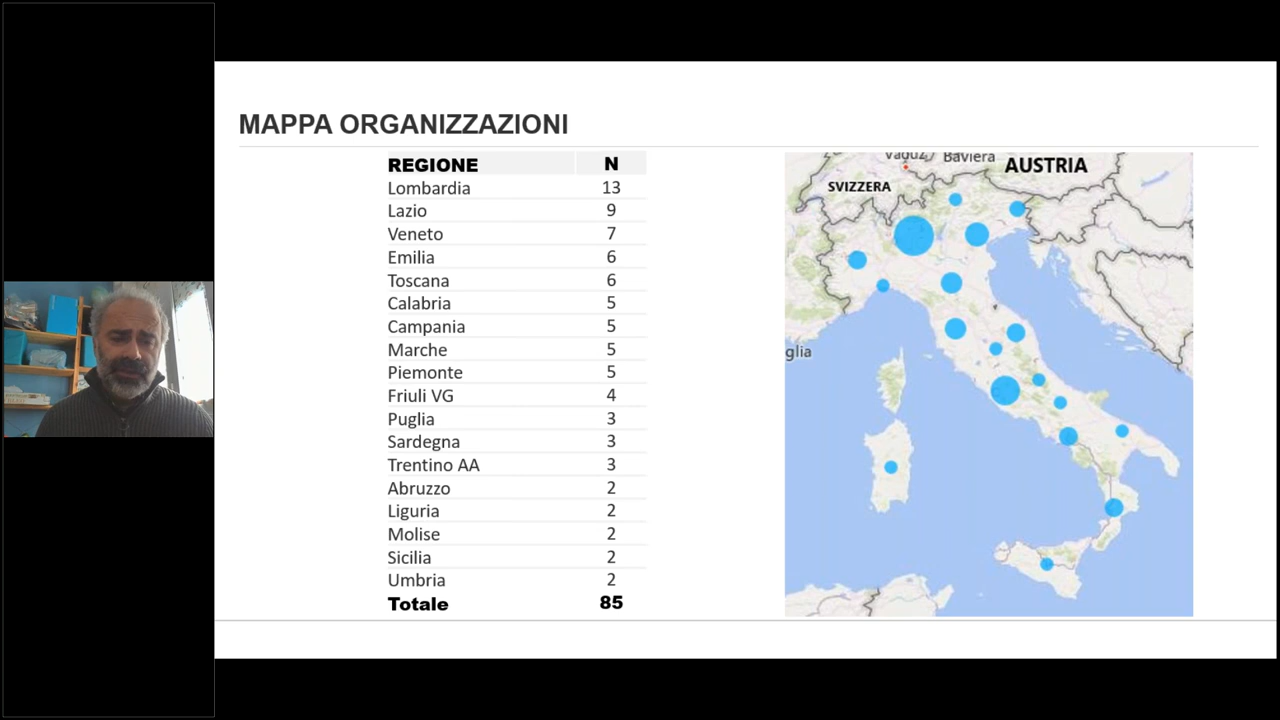 MAPPA ORGANIZZAZIONI
REGIONE N
Lombardia 13
Lazio 9
Veneto 7
Emilia 6
Toscana 6
Calabria 5
Campania 5
Marche 5
Piemonte 5
Friuli VG 4
Puglia 3
Sardegna 3
Trentino AA 3
Abruzzo 2
Liguria 2
Molise 2
Sicilia 2
Umbria 2
Totale 85
Vaduz
Baviera
AUSTRIA
SVIZZERA
glia